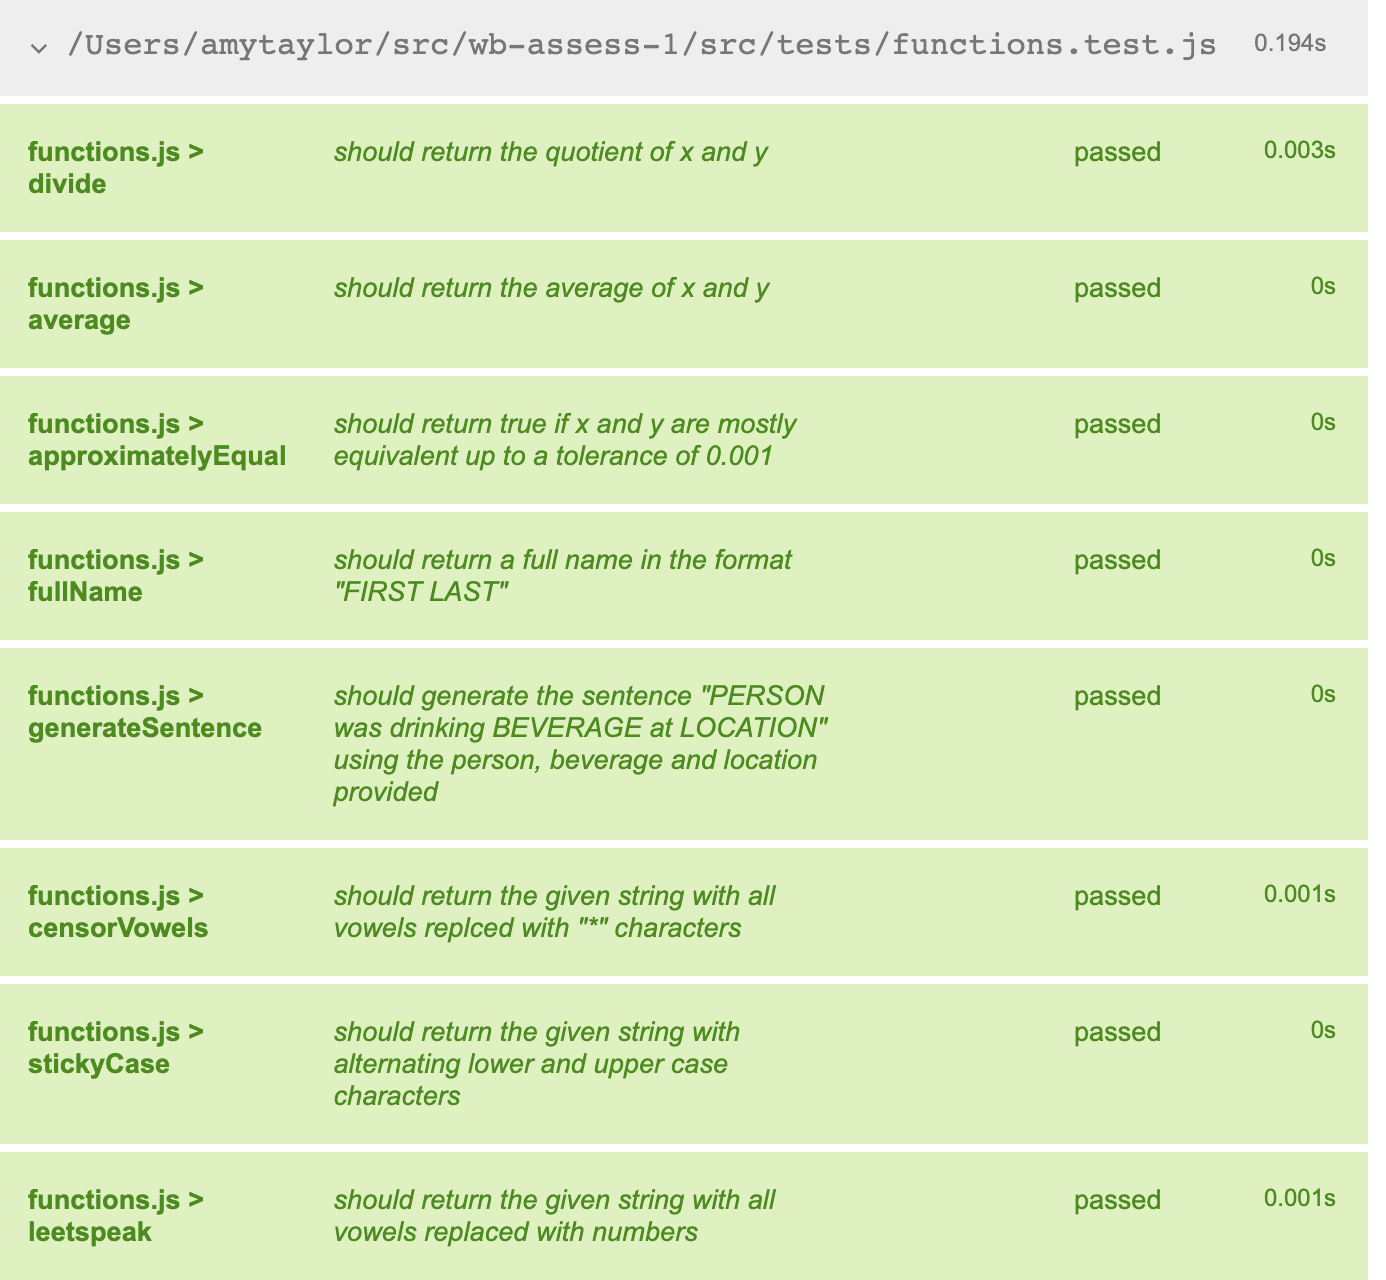 /Users/amytaylor/src/wb-assess-1/src/tests/functions.test.js 0.194s
functions.js > should return the quotient of x and y passed 0.003s
divide
functions.js > should return the average of x and y passed 0s
average
functions.js > should return true if x and y are mostly passed 0s
approximatelyEqual equivalent up to a tolerance of 0.001
functions.js > should return a full name in the format passed 0s
fullName "FIRST LAST"
functions.js > should generate the sentence "PERSON passed 0s
generateSentence was drinking BEVERAGE at LOCATION"
using the person, beverage and location
provided
functions.js > should return the given string with all passed 0.001s
censorVowels vowels replced with "*" characters
functions.js > should return the given string with passed 0s
stickyCase alternating lower and upper case
characters
functions.js > should return the given string with all passed 0.001s
leetspeak vowels replaced with numbers